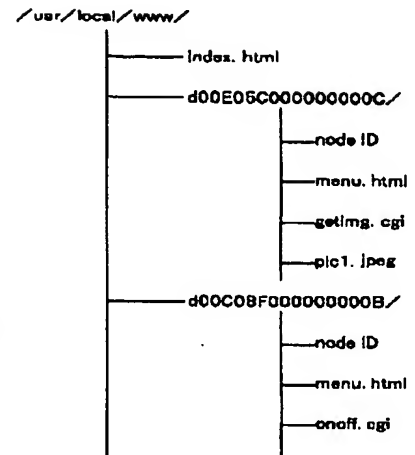 /usr/local/www/
index. html
d00E05C000000000C/
node ID
menu. html
getimg. cgi
pic1. jpeg
d00C08F000000000B/
node ID
menu. html
onoff. cgi